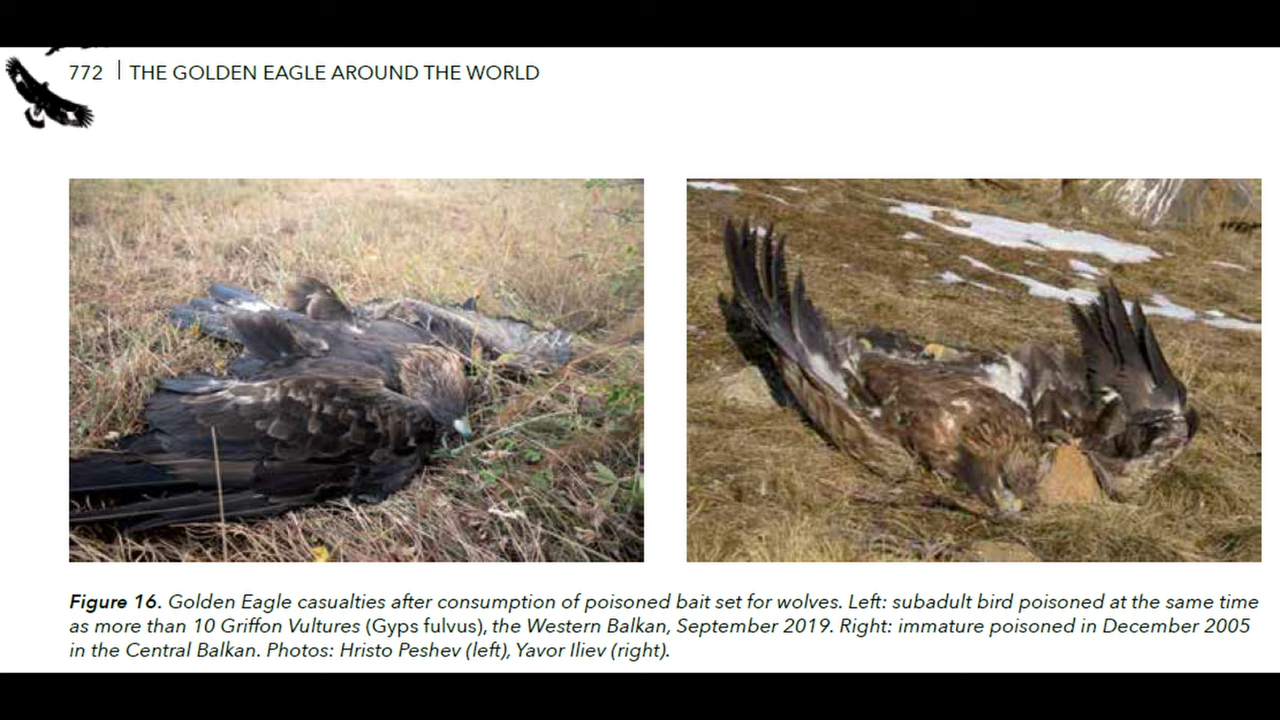 772 | THE GOLDEN EAGLE AROUND THE WORLD
Figure 16. Golden Eagle casualties after consumption of poisoned bait set for wolves. Left: subadult bird poisoned at the same time
as more than 10 Griffon Vultures (Gyps fulvus), the Western Balkan, September 2019. Right: immature poisoned in December 2005
in the Central Balkan. Photos: Hristo Peshev (left), Yavor Iliev (right).